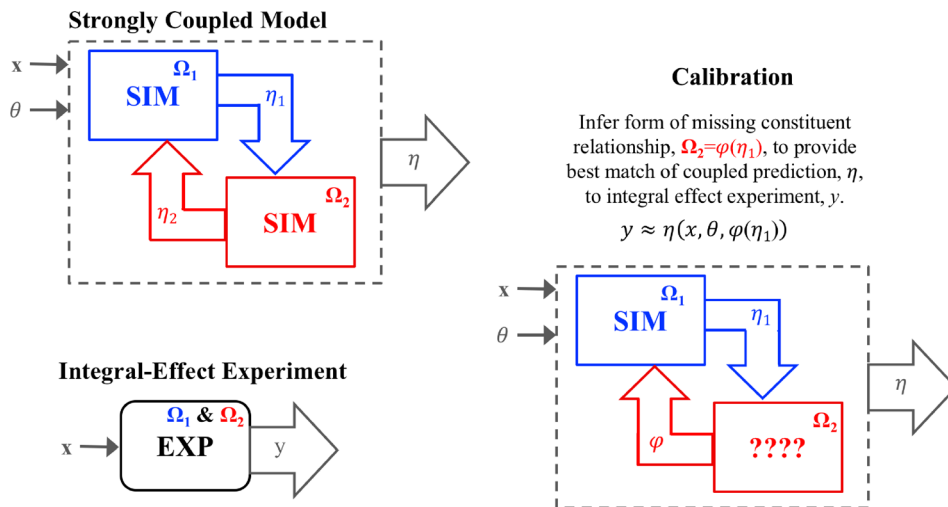 Strongly Coupled Model
x
θ
Ω₁
SIM
η₁
η₂
Ω₂
SIM
η
Integral-Effect Experiment
x
Ω₁ & Ω₂
EXP
y
Calibration
Infer form of missing constituent
relationship, Ω₂=φ(η₁), to provide
best match of coupled prediction, η,
to integral effect experiment, y.
y ≈ η(x, θ, φ(η₁))
x
θ
Ω₁
SIM
η₁
φ
Ω₂
????
η